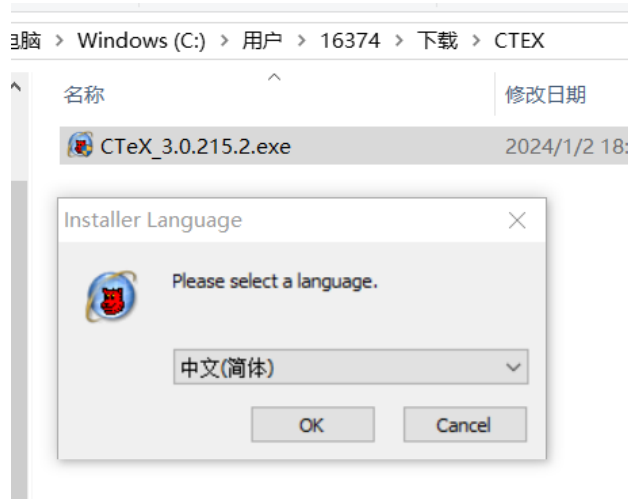 电脑 > Windows (C:) > 用户 > 16374 > 下载 > CTEX
名称 修改日期
CTeX_3.0.215.2.exe 2024/1/2 18:
Installer Language
Please select a language.
中文(简体)
OK Cancel